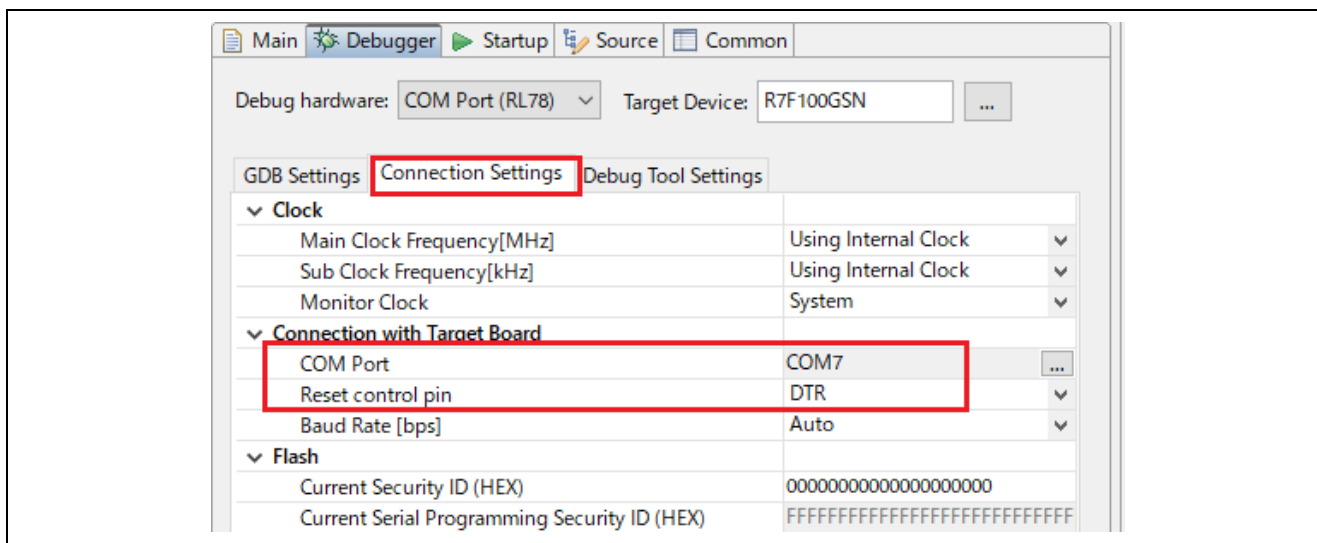 Main Debugger Startup Source Common
Debug hardware: COM Port (RL78) Target Device: R7F100GSN ...
GDB Settings Connection Settings Debug Tool Settings
Clock
Main Clock Frequency[MHz] Using Internal Clock
Sub Clock Frequency[kHz] Using Internal Clock
Monitor Clock System
Connection with Target Board
COM Port COM7 ...
Reset control pin DTR
Baud Rate [bps] Auto
Flash
Current Security ID (HEX) 00000000000000000000
Current Serial Programming Security ID (HEX) FFFFFFFFFFFFFFFFFFFFFFFFFFFF